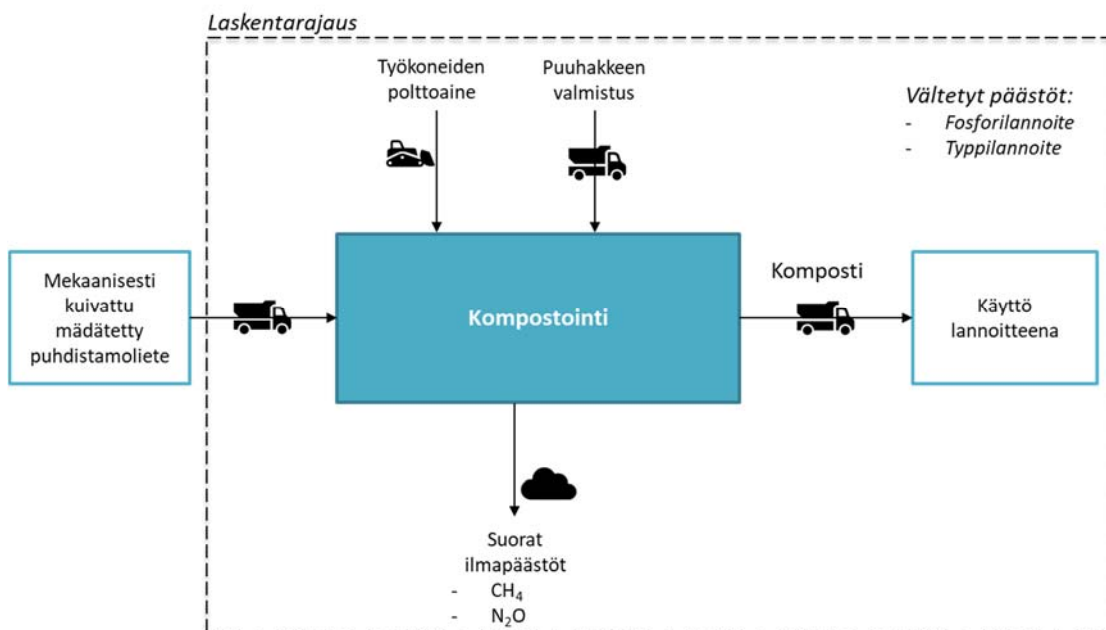 Laskentarajaus
Työkoneiden
polttoaine
Puuhakkeen
valmistus
Vältetyt päästöt:
- Fosforilannoite
- Typpilannoite
Mekaanisesti
kuivattu
mädätetty
puhdistamoliete
Kompostointi
Komposti
Käyttö
lannoitteena
Suorat
ilmapäästöt
- CH₄
- N₂O